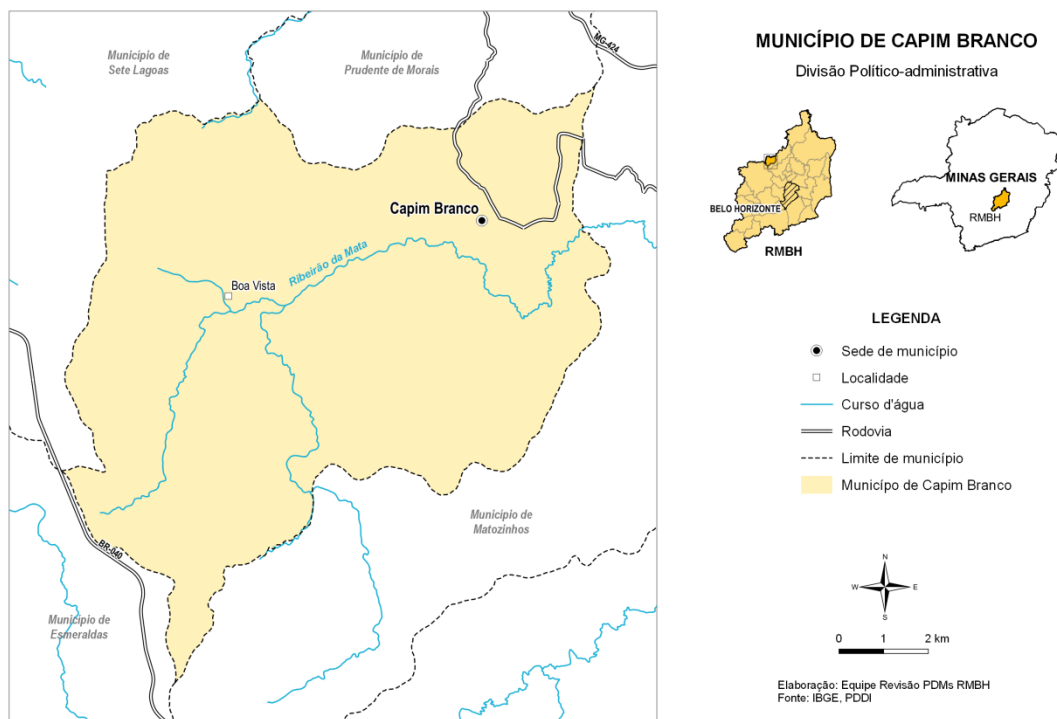 Município de
Sete Lagoas
Município de
Prudente de Morais
MG-424
Capim Branco
Ribeirão da Mata
Boa Vista
Município de
Matozinhos
BR-040
Município de
Esmeraldas
MUNICÍPIO DE CAPIM BRANCO
Divisão Político-administrativa
BELO HORIZONTE
RMBH
MINAS GERAIS
RMBH
LEGENDA
Sede de município
Localidade
Curso d'água
Rodovia
Limite de município
Municípo de Capim Branco
N
W
E
S
0 1 2 km
Elaboração: Equipe Revisão PDMs RMBH
Fonte: IBGE, PDDI